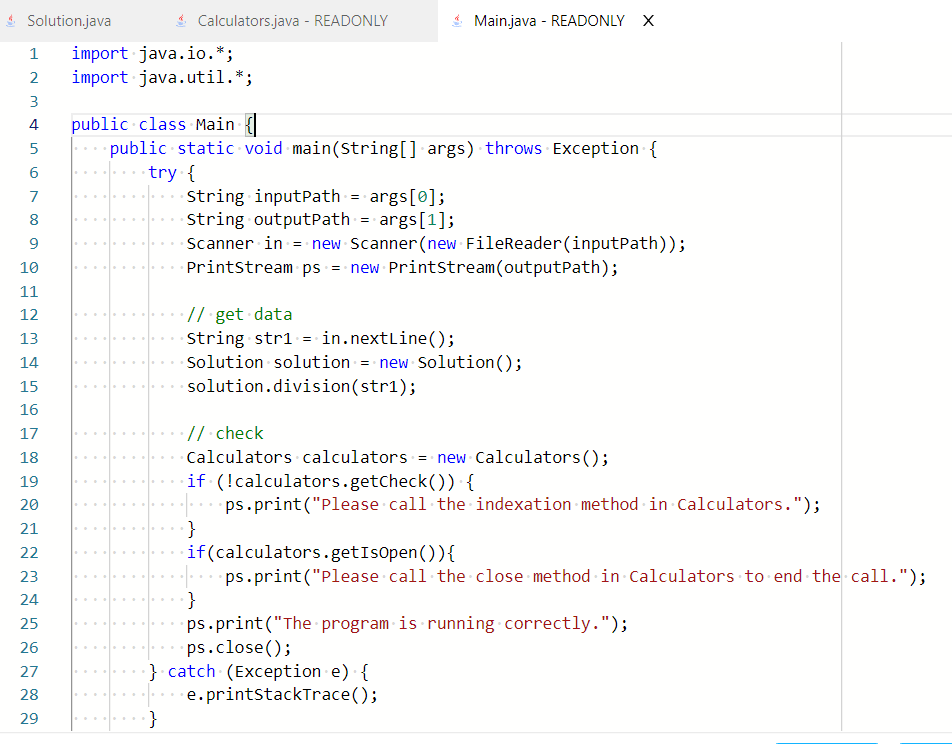 Solution.java Calculators.java - READONLY Main.java - READONLY X
1 import java.io.*;
2 import java.util.*;
3
4 public class Main {
5 public static void main(String[] args) throws Exception {
6 try {
7 String inputPath = args[0];
8 String outputPath = args[1];
9 Scanner in = new Scanner(new FileReader(inputPath));
10 PrintStream ps = new PrintStream(outputPath);
11
12 // get data
13 String str1 = in.nextLine();
14 Solution solution = new Solution();
15 solution.division(str1);
16
17 // check
18 Calculators calculators = new Calculators();
19 if (!calculators.getCheck()) {
20 ps.print("Please call the indexation method in Calculators.");
21 }
22 if(calculators.getIsOpen()){
23 ps.print("Please call the close method in Calculators to end the call.");
24 }
25 ps.print("The program is running correctly.");
26 ps.close();
27 } catch (Exception e) {
28 e.printStackTrace();
29 }